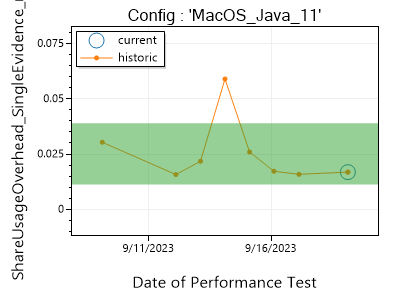 Config : 'MacOS_Java_11'
current
historic
0.075
0.05
0.025
0
9/11/2023
9/16/2023
Date of Performance Test
ShareUsageOverhead_SingleEvidence_